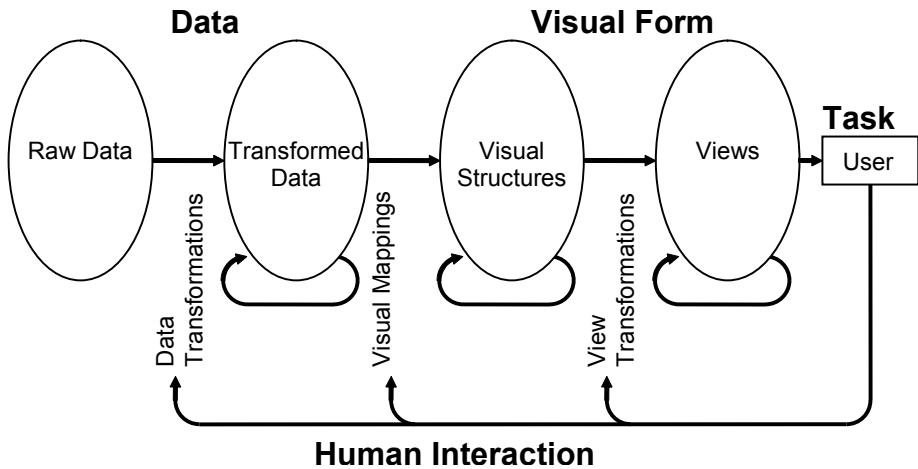 Data
Visual Form
Task
Raw Data
Transformed
Data
Visual
Structures
Views
User
Data
Transformations
Visual Mappings
View
Transformations
Human Interaction